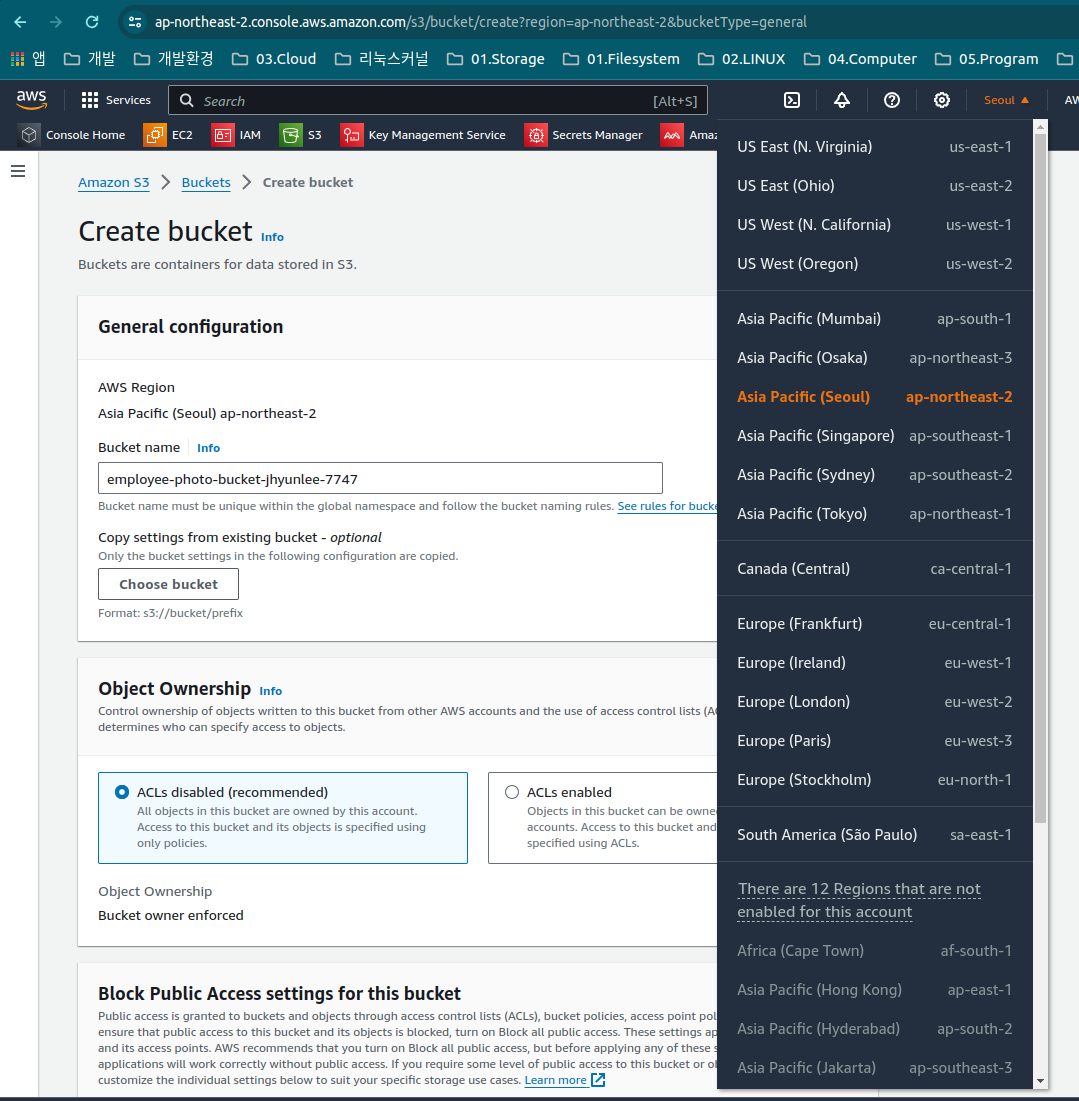 ap-northeast-2.console.aws.amazon.com/s3/bucket/create?region=ap-northeast-2&bucketType=general
앱 개발 개발환경 03.Cloud 리눅스커널 01.Storage 01.Filesystem 02.LINUX 04.Computer 05.Program
aws Services Search [Alt+S] Seoul
Console Home EC2 IAM S3 Key Management Service Secrets Manager
Amazon S3 Buckets Create bucket
Create bucket Info
Buckets are containers for data stored in S3.
General configuration
AWS Region
Asia Pacific (Seoul) ap-northeast-2
Bucket name Info
employee-photo-bucket-jhyunlee-7747
Bucket name must be unique within the global namespace and follow the bucket naming rules. See rules for
Copy settings from existing bucket - optional
Only the bucket settings in the following configuration are copied.
Choose bucket
Format: s3://bucket/prefix
Object Ownership Info
Control ownership of objects written to this bucket from other AWS accounts and the use of access control lists
determines who can specify access to objects.
ACLs disabled (recommended)
All objects in this bucket are owned by this account.
Access to this bucket and its objects is specified using
only policies.
ACLs enabled
Objects in this bucket can be
accounts. Access to this bucket and
specified using ACLs.
Object Ownership
Bucket owner enforced
Block Public Access settings for this bucket
Public access is granted to buckets and objects through access control lists (ACLs), bucket policies, access point
ensure that public access to this bucket and its objects is blocked, turn on Block all public access. These settings
and its access points. AWS recommends that you turn on Block all public access, but before applying any of these
applications will work correctly without public access. If you require some level of public access to this bucket or
customize the individual settings below to suit your specific storage use cases. Learn more
US East (N. Virginia) us-east-1
US East (Ohio) us-east-2
US West (N. California) us-west-1
US West (Oregon) us-west-2
Asia Pacific (Mumbai) ap-south-1
Asia Pacific (Osaka) ap-northeast-3
Asia Pacific (Seoul) ap-northeast-2
Asia Pacific (Singapore) ap-southeast-1
Asia Pacific (Sydney) ap-southeast-2
Asia Pacific (Tokyo) ap-northeast-1
Canada (Central) ca-central-1
Europe (Frankfurt) eu-central-1
Europe (Ireland) eu-west-1
Europe (London) eu-west-2
Europe (Paris) eu-west-3
Europe (Stockholm) eu-north-1
South America (São Paulo) sa-east-1
There are 12 Regions that are not
enabled for this account
Africa (Cape Town) af-south-1
Asia Pacific (Hong Kong) ap-east-1
Asia Pacific (Hyderabad) ap-south-2
Asia Pacific (Jakarta) ap-southeast-3